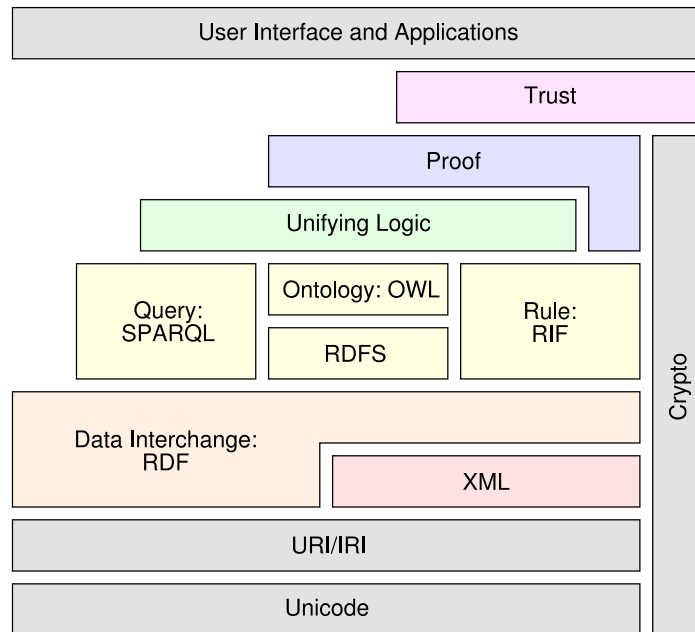 User Interface and Applications
Trust
Proof
Unifying Logic
Query:
SPARQL
Ontology: OWL
RDFS
Rule:
RIF
Crypto
Data Interchange:
RDF
XML
URI/IRI
Unicode